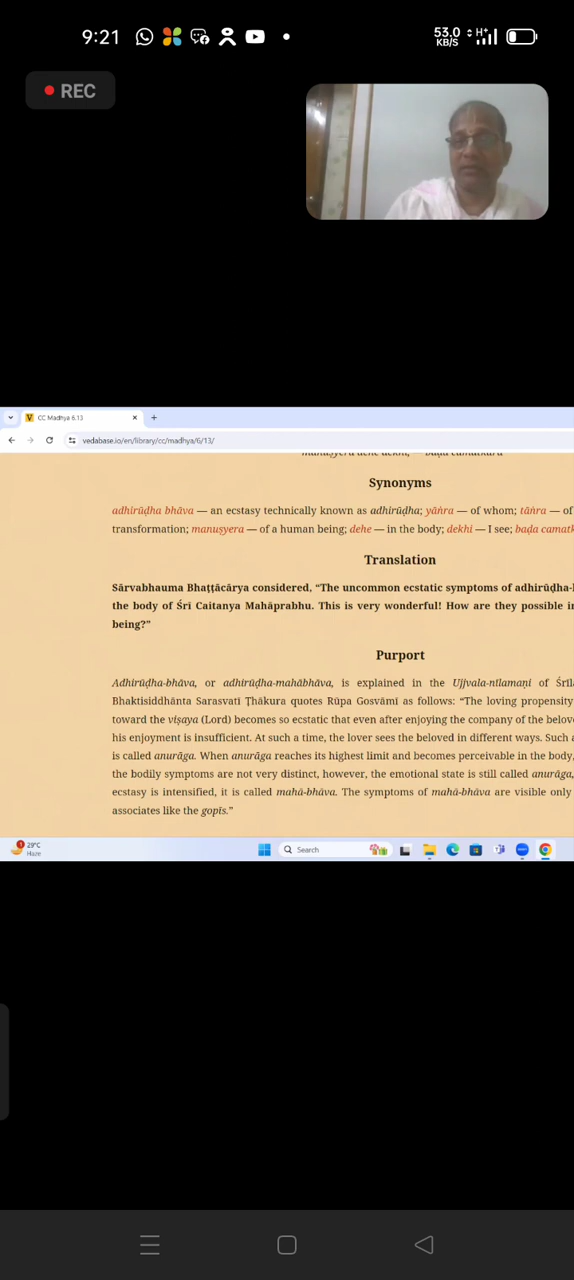 9:21
53.0
KB/S
H+
REC
CC Madhya 6.13
vedabase.io/en/library/cc/madhya/6/13/
manuṣyera dehe dekhi, — baḍa camatkāra
Synonyms
adhirūḍha bhāva — an ecstasy technically known as adhirūḍha; yāṅra — of whom; tāṅra — of
transformation; manuṣyera — of a human being; dehe — in the body; dekhi — I see; baḍa camatk
Translation
Sārvabhauma Bhaṭṭācārya considered, “The uncommon ecstatic symptoms of adhirūḍha-
the body of Śrī Caitanya Mahāprabhu. This is very wonderful! How are they possible in
being?”
Purport
Adhirūḍha-bhāva, or adhirūḍha-mahābhāva, is explained in the Ujjvala-nīlamaṇi of Śrīl
Bhaktisiddhānta Sarasvatī Ṭhākura quotes Rūpa Gosvāmī as follows: “The loving propensity
toward the viṣaya (Lord) becomes so ecstatic that even after enjoying the company of the belov
his enjoyment is insufficient. At such a time, the lover sees the beloved in different ways. Such a
is called anurāga. When anurāga reaches its highest limit and becomes perceivable in the body,
the bodily symptoms are not very distinct, however, the emotional state is still called anurāga,
ecstasy is intensified, it is called mahā-bhāva. The symptoms of mahā-bhāva are visible only
associates like the gopīs.”
1
29°C
Haze
Search